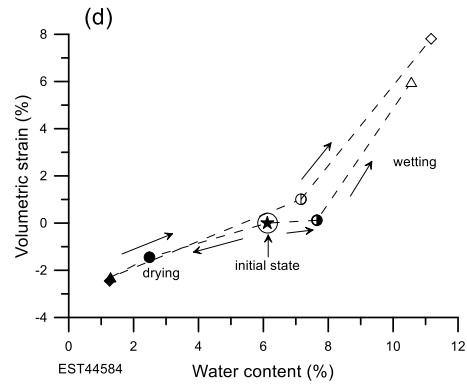 (d)
8
6
4
2
0
-2
-4
Volumetric strain (%)
wetting
drying
initial state
0 2 4 6 8 10 12
EST44584
Water content (%)